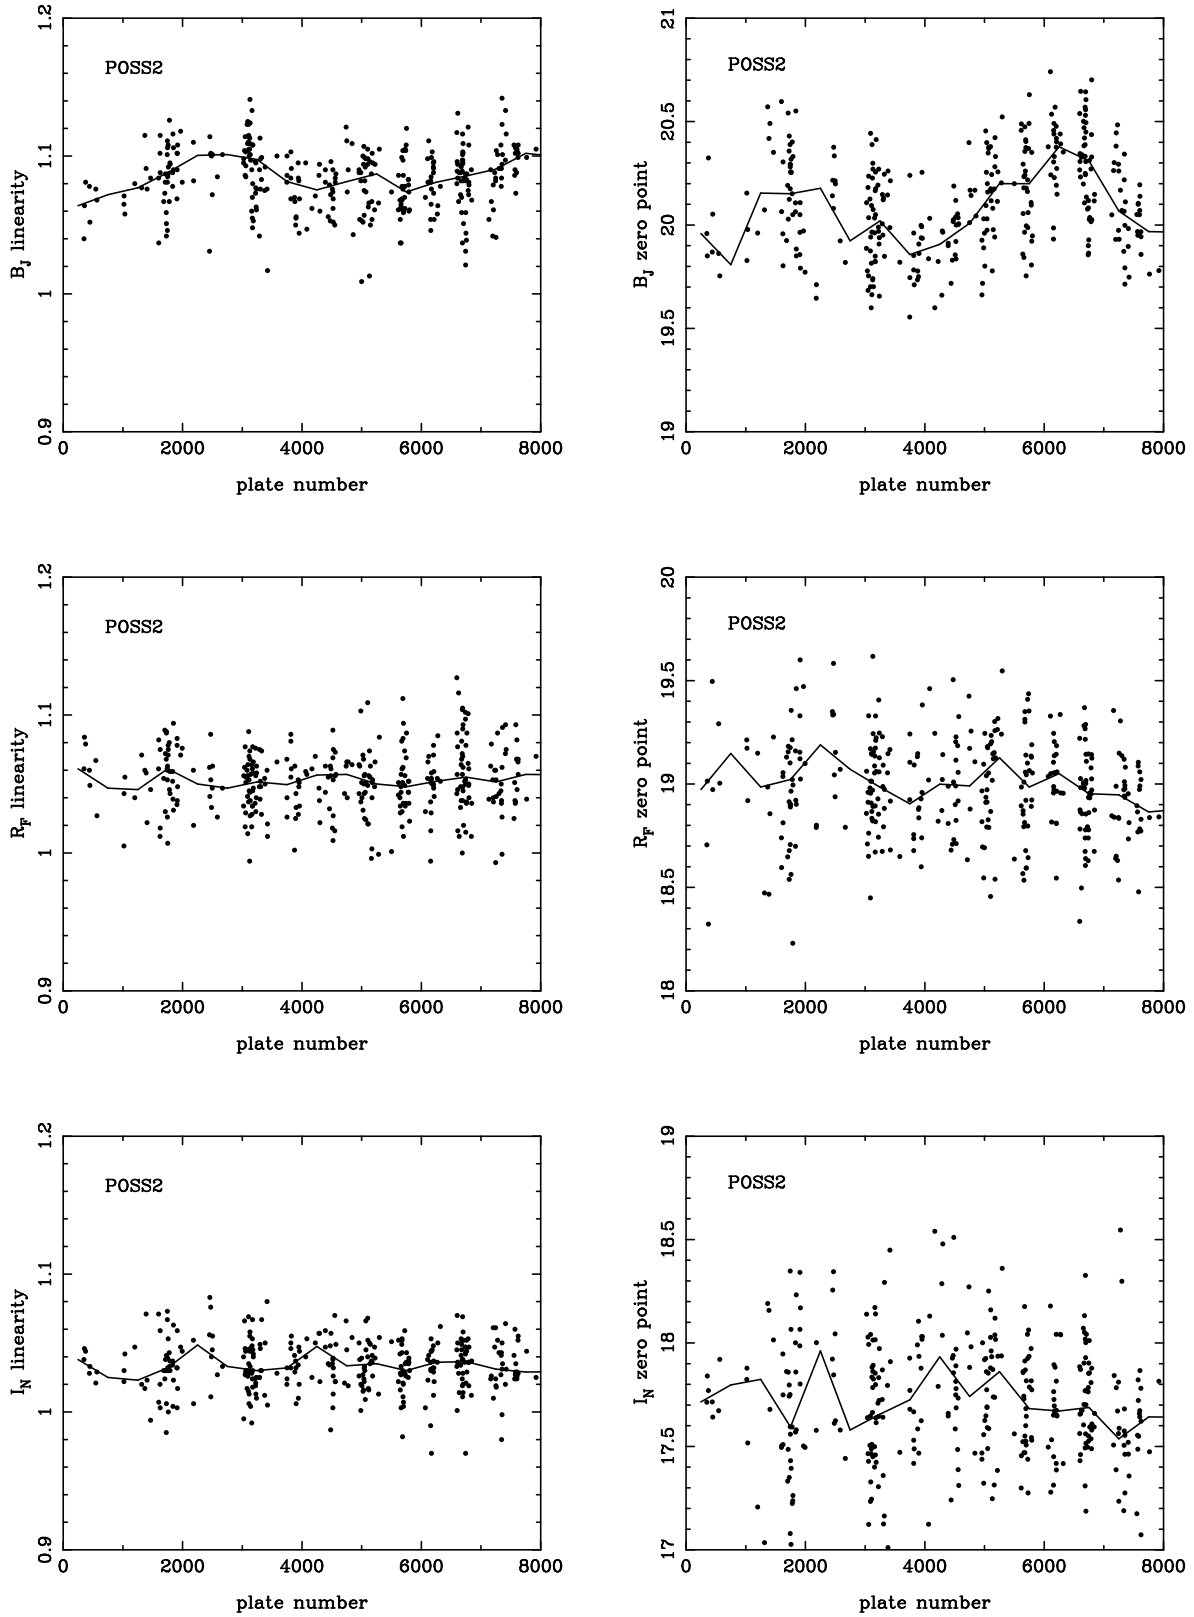 1.2
1.1
1
0.9
B_J linearity
POSS2
0 2000 4000 6000 8000
plate number
21
20.5
20
19.5
19
B_J zero point
POSS2
0 2000 4000 6000 8000
plate number
1.2
1.1
1
0.9
R_F linearity
POSS2
0 2000 4000 6000 8000
plate number
20
19.5
19
18.5
18
R_F zero point
POSS2
0 2000 4000 6000 8000
plate number
1.2
1.1
1
0.9
I_N linearity
POSS2
0 2000 4000 6000 8000
plate number
19
18.5
18
17.5
17
I_N zero point
POSS2
0 2000 4000 6000 8000
plate number